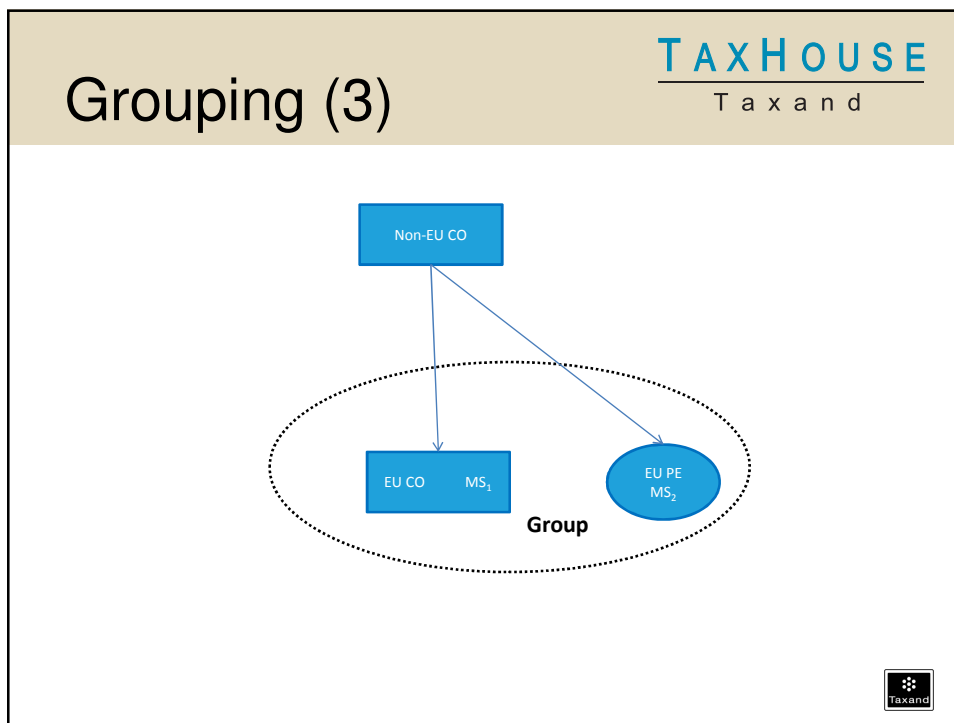 TAXHOUSE
Grouping (3)
Taxand
Non-EU CO
EU CO MS₁
EU PE
MS₂
Group
Taxand